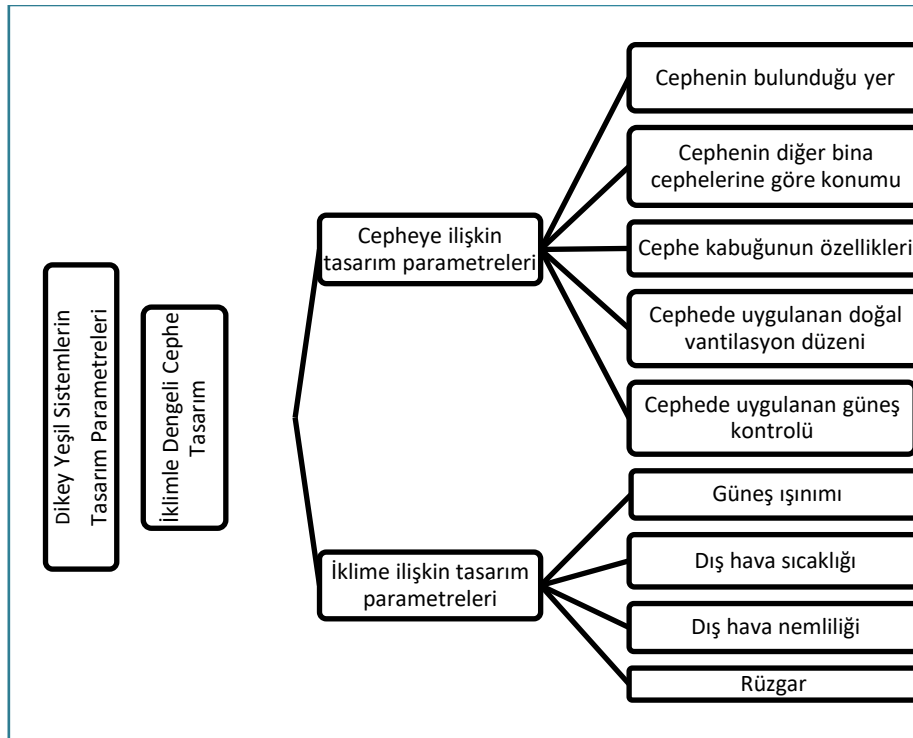 Dikey Yeşil Sistemlerin
Tasarım Parametreleri
İklimle Dengeli Cephe
Tasarım
Cepheye ilişkin
tasarım parametreleri
Cephenin bulunduğu yer
Cephenin diğer bina
cephelerine göre konumu
Cephe kabuğunun özellikleri
Cephede uygulanan doğal
vantilasyon düzeni
Cephede uygulanan güneş
kontrolü
İklime ilişkin tasarım
parametreleri
Güneş ışınımı
Dış hava sıcaklığı
Dış hava nemliliği
Rüzgar